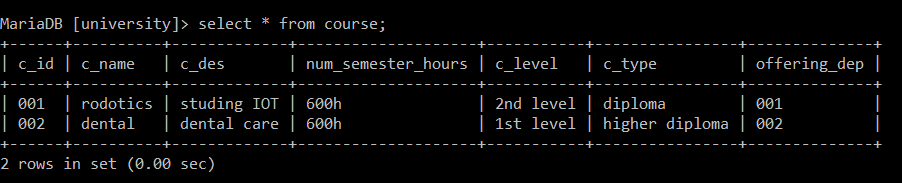 MariaDB [university]> select * from course;
+------+----------+-------------+--------------------+-----------+----------------+--------------+
| c_id | c_name   | c_des       | num_semester_hours | c_level   | c_type         | offering_dep |
+------+----------+-------------+--------------------+-----------+----------------+--------------+
| 001  | rodotics | studing IOT | 600h               | 2nd level | diploma        | 001          |
| 002  | dental   | dental care | 600h               | 1st level | higher diploma | 002          |
+------+----------+-------------+--------------------+-----------+----------------+--------------+
2 rows in set (0.00 sec)